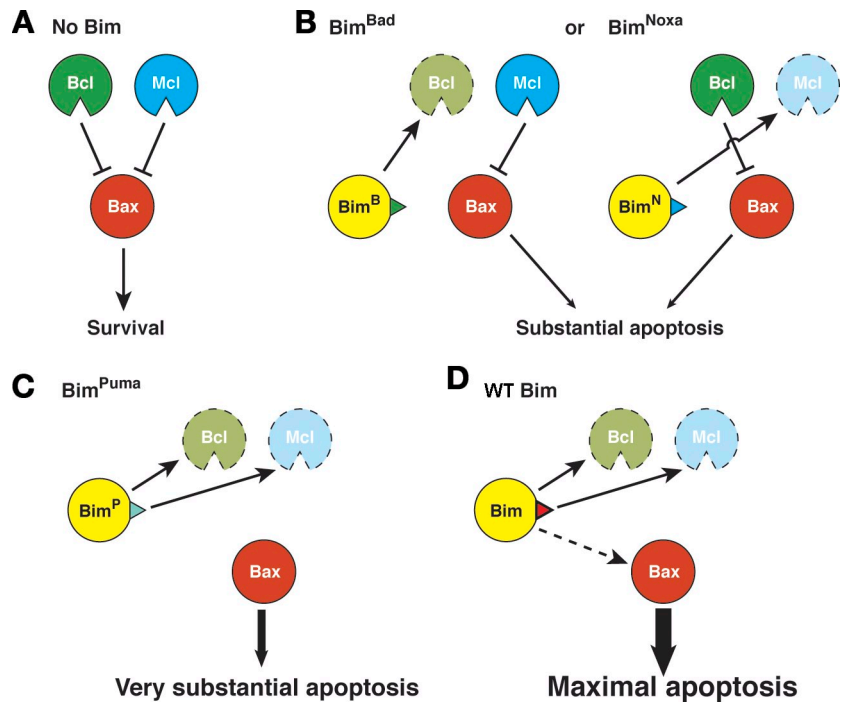 A No Bim
Bcl Mcl
Bax
Survival
B Bim^Bad or Bim^Noxa
Bcl Mcl Bcl Mcl
Bim^B Bax Bim^N Bax
Substantial apoptosis
C Bim^Puma
Bcl Mcl
Bim^P
Bax
Very substantial apoptosis
D WT Bim
Bcl Mcl
Bim
Bax
Maximal apoptosis